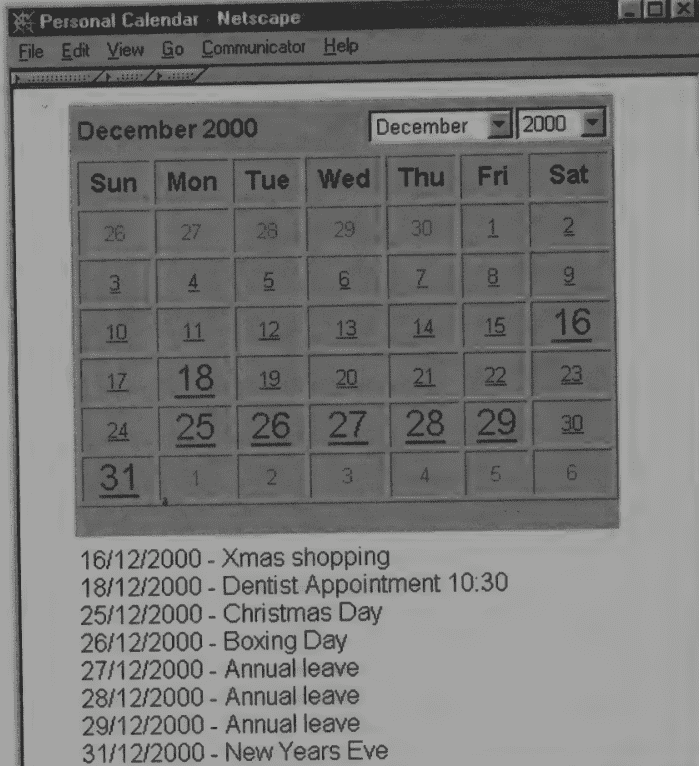 Personal Calendar - Netscape
File Edit View Go Communicator Help
December 2000 December 2000
Sun Mon Tue Wed Thu Fri Sat
26 27 28 29 30 1 2
3 4 5 6 7 8 9
10 11 12 13 14 15 16
17 18 19 20 21 22 23
24 25 26 27 28 29 30
31 1 2 3 4 5 6
16/12/2000 - Xmas shopping
18/12/2000 - Dentist Appointment 10:30
25/12/2000 - Christmas Day
26/12/2000 - Boxing Day
27/12/2000 - Annual leave
28/12/2000 - Annual leave
29/12/2000 - Annual leave
31/12/2000 - New Years Eve